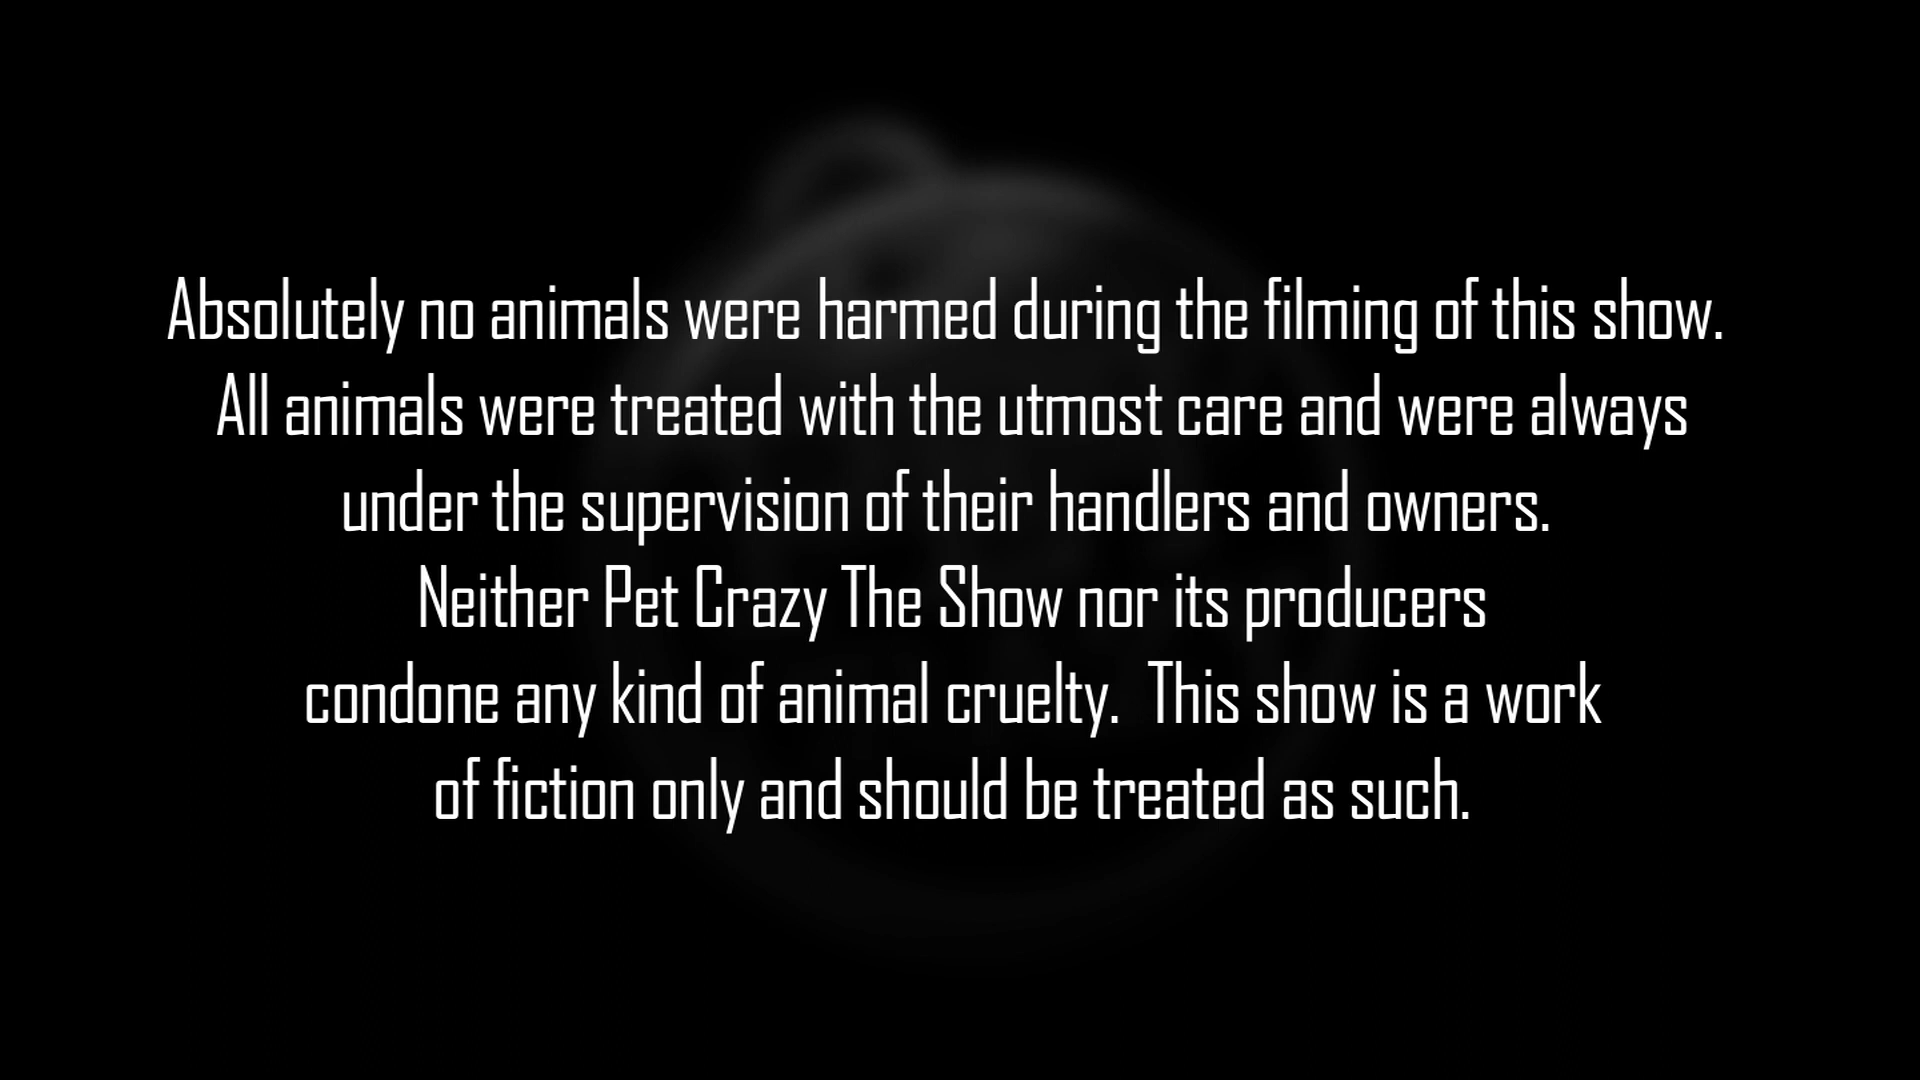 Absolutely no animals were harmed during the filming of this show.
All animals were treated with the utmost care and were always
under the supervision of their handlers and owners.
Neither Pet Crazy The Show nor its producers
condone any kind of animal cruelty.  This show is a work
of fiction only and should be treated as such.